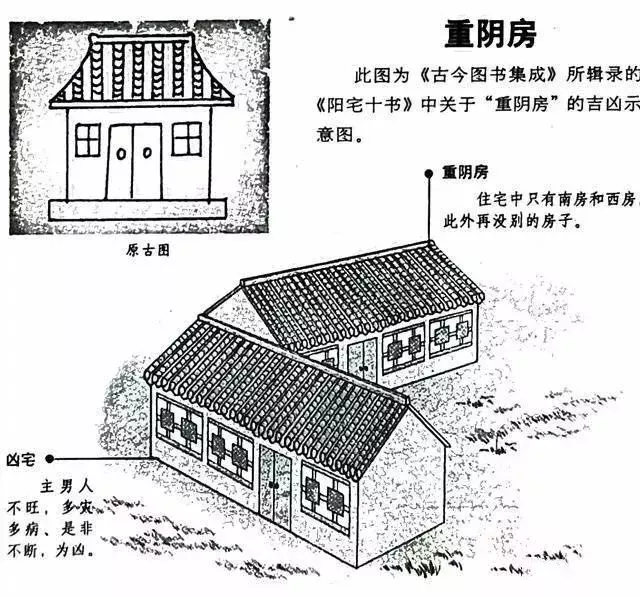 重阴房
此图为《古今图书集成》所辑录的
《阳宅十书》中关于“重阴房”的吉凶示
意图。
重阴房
住宅中只有南房和西房,
此外再没别的房子。
原古图
凶宅
主男人
不旺，多灾
多病、是非
不断，为凶。